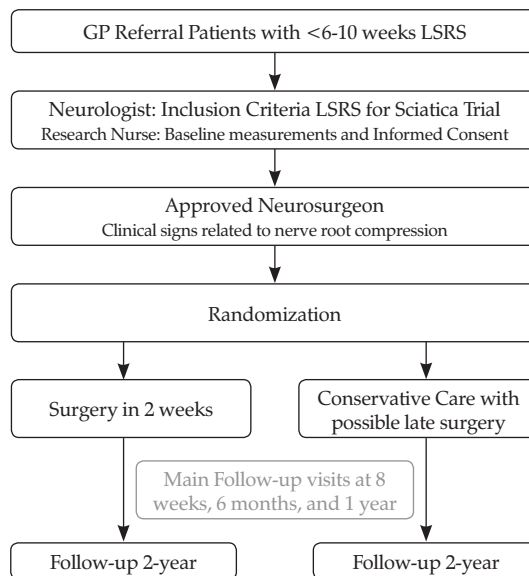 GP Referral Patients with <6-10 weeks LSRS
Neurologist: Inclusion Criteria LSRS for Sciatica Trial
Research Nurse: Baseline measurements and Informed Consent
Approved Neurosurgeon
Clinical signs related to nerve root compression
Randomization
Surgery in 2 weeks
Conservative Care with
possible late surgery
Main Follow-up visits at 8
weeks, 6 months, and 1 year
Follow-up 2-year
Follow-up 2-year